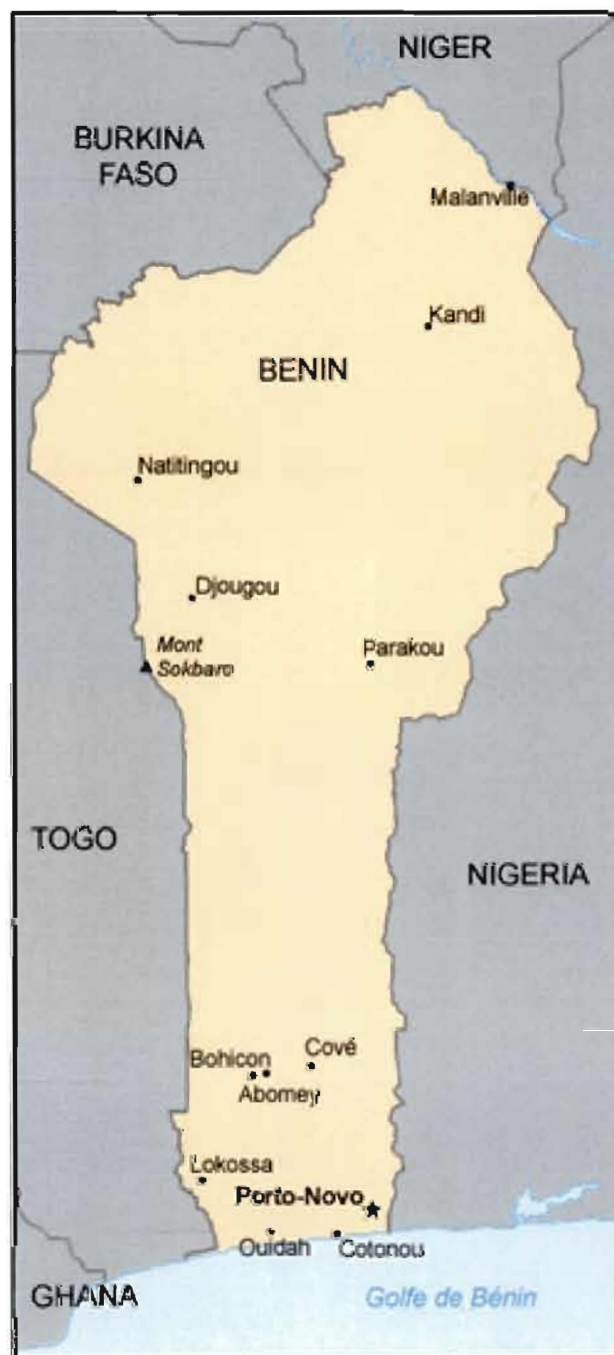 NIGER
BURKINA
FASO
Malanville
Kandi
BENIN
Natitingou
Djougou
Mont
Sokbaro
Parakou
TOGO
NIGERIA
Bohicon
Cové
Abomey
Lokossa
Porto-Novo
Ouidah
Cotonou
GHANA
Golfe de Bénin